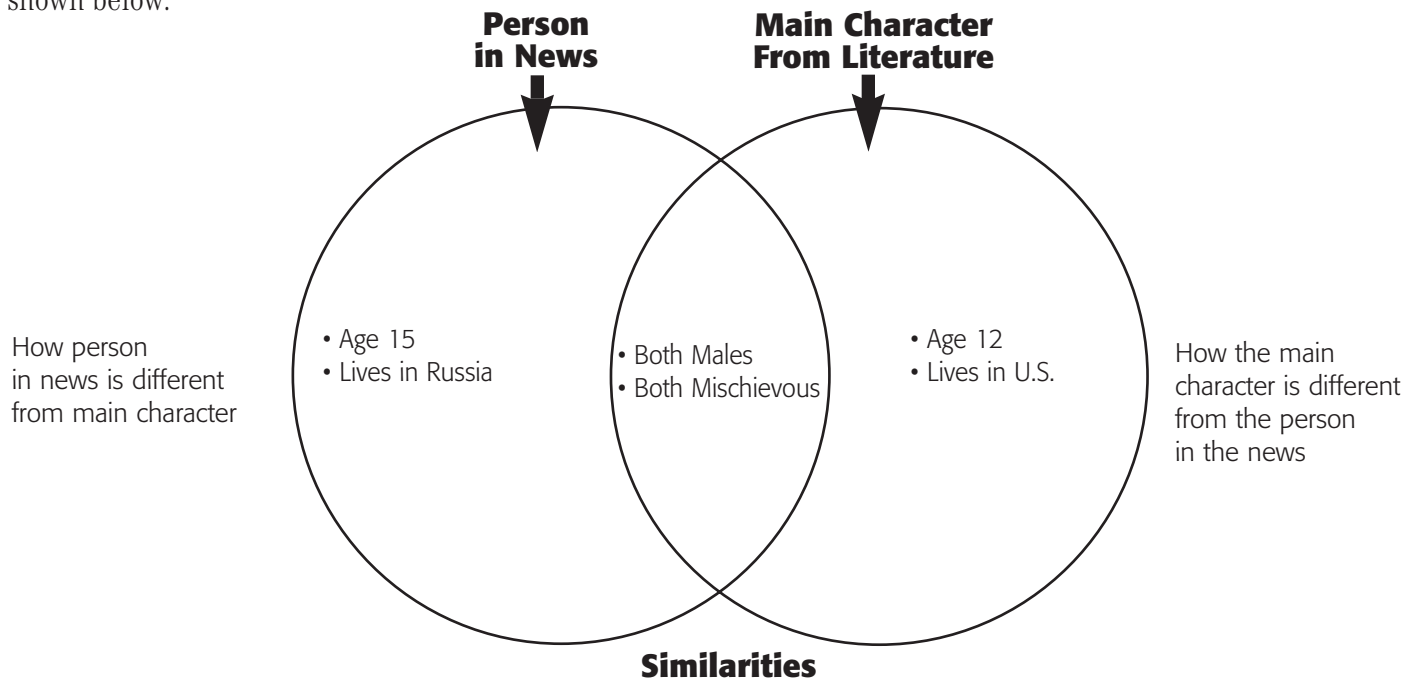 shown below.
Person
in News
Main Character
From Literature
How person
in news is different
from main character
• Age 15
• Lives in Russia
• Both Males
• Both Mischievous
• Age 12
• Lives in U.S.
How the main
character is different
from the person
in the news
Similarities